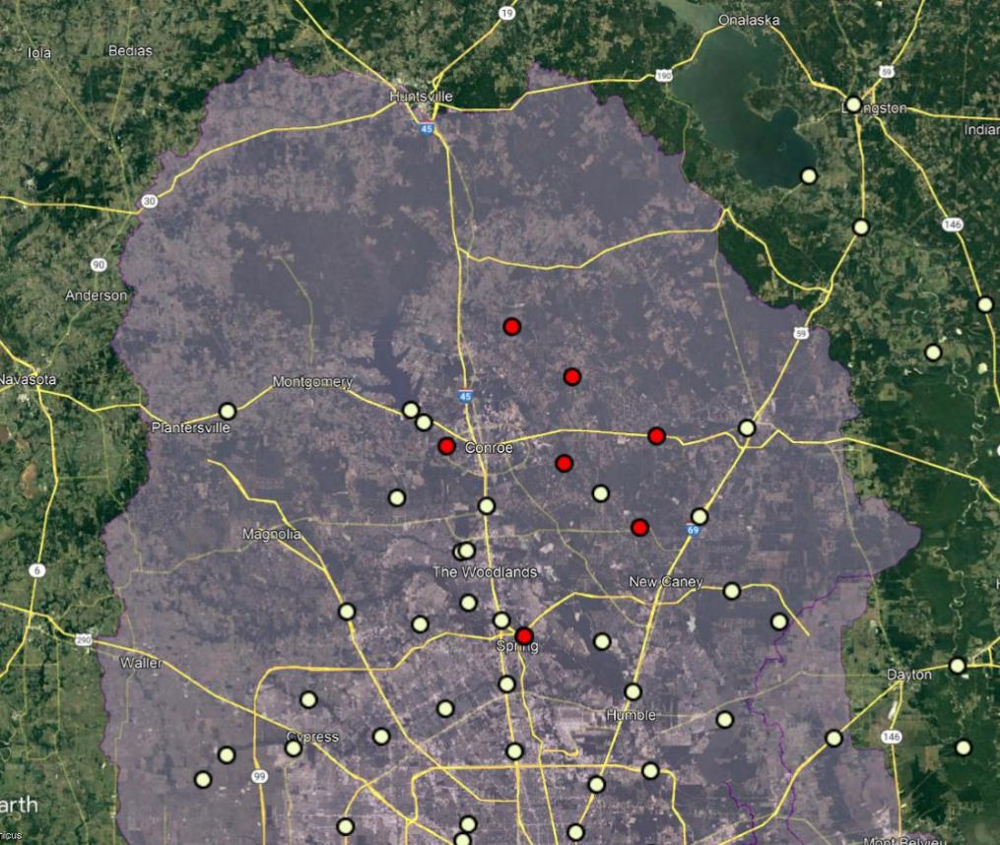 19
Onalaska
Iola
Bedias
190
59
Huntsville
Livingston
45
Indian
30
146
90
Anderson
59
Navasota
Montgomery
45
Plantersville
Conroe
69
Magnolia
6
The Woodlands
New Caney
290
Spring
Waller
Dayton
Humble
Cypress
146
99
arth
nicus
Mont Belvieu